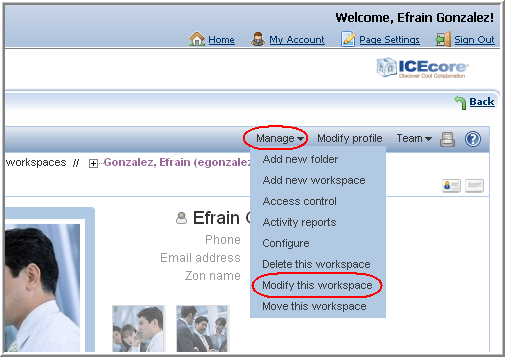 Welcome, Efrain Gonzalez!
Home My Account Page Settings Sign Out
ICEcore
Discover Cool Collaboration
Back
Manage Modify profile Team
workspaces // Gonzalez, Efrain (egonzalez
Add new folder
Add new workspace
Access control
Activity reports
Configure
Delete this workspace
Modify this workspace
Move this workspace
Efrain
Phone
Email address
Zon name